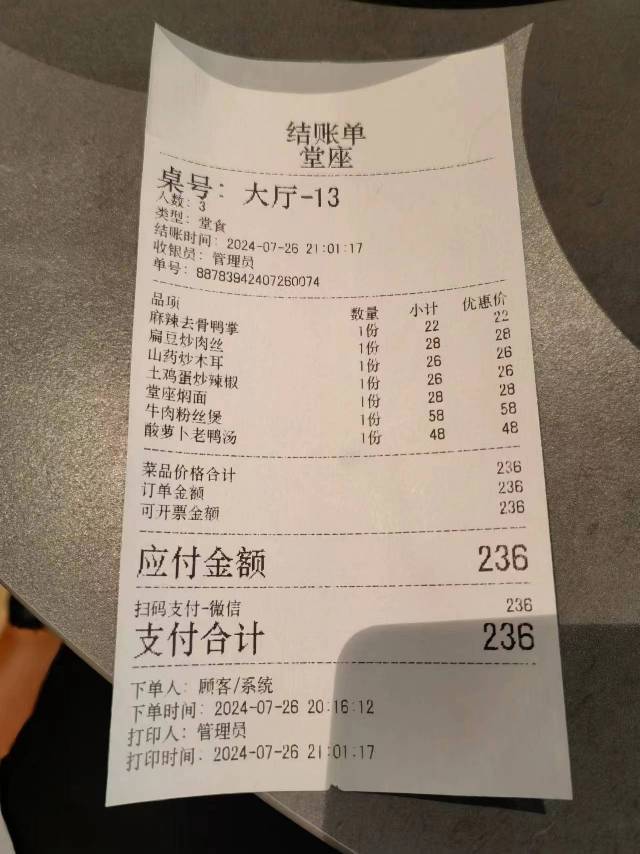 结账单
堂座
桌号: 大厅-13
人数: 3
类型: 堂食
结账时间: 2024-07-26 21:01:17
收银员: 管理员
单号: 88783942407260074
品项 数量 小计 优惠价
麻辣去骨鸭掌 1份 22 22
扁豆炒肉丝 1份 28 28
山药炒木耳 1份 26 26
土鸡蛋炒辣椒 1份 26 26
堂座焖面 1份 28 28
牛肉粉丝煲 1份 58 58
酸萝卜老鸭汤 1份 48 48
菜品价格合计 236
订单金额 236
可开票金额 236
应付金额 236
扫码支付-微信 236
支付合计 236
下单人: 顾客/系统
下单时间: 2024-07-26 20:16:12
打印人: 管理员
打印时间: 2024-07-26 21:01:17